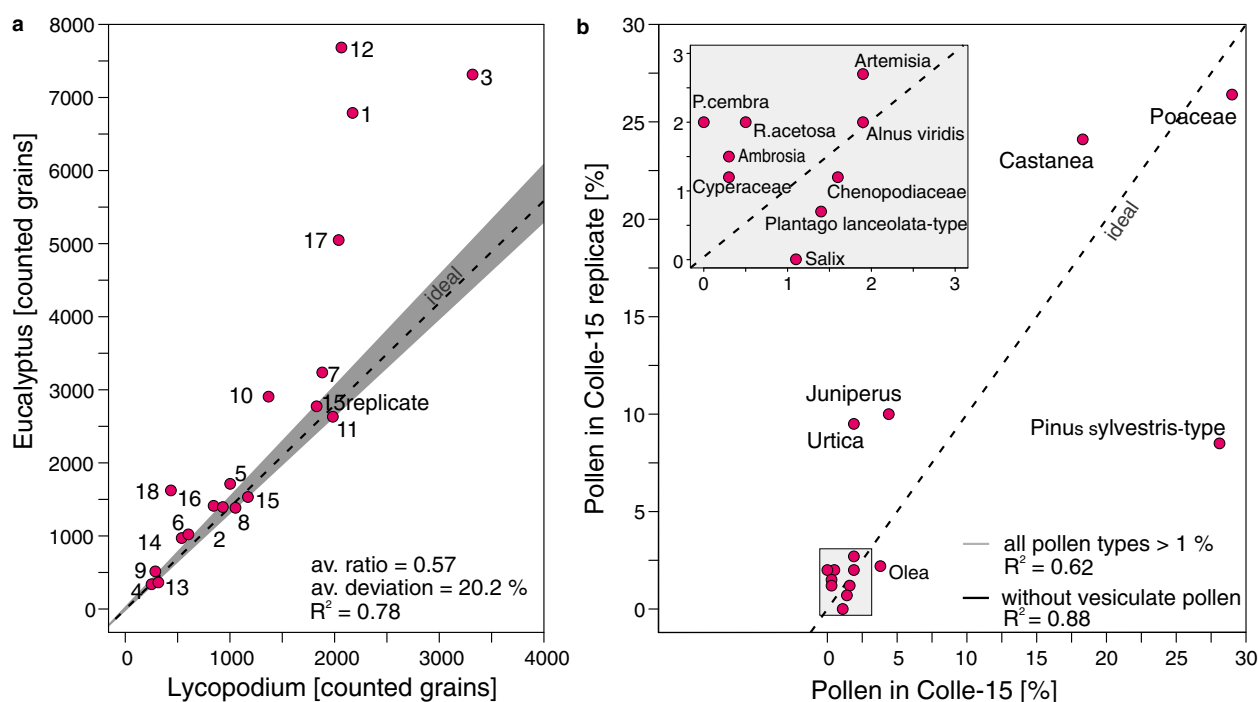 a
8000
7000
6000
5000
4000
3000
2000
1000
0
Eucalyptus [counted grains]
12
3
1
17
ideal
7
10
15replicate
11
5
18
16
15
6
8
14
2
9
4
13
av. ratio = 0.57
av. deviation = 20.2 %
R² = 0.78
0
1000
2000
3000
4000
Lycopodium [counted grains]
b
30
25
20
15
10
5
0
Pollen in Colle-15 replicate [%]
3
2
1
0
Artemisia
P.cembra
R.acetosa
Alnus viridis
Ambrosia
Cyperaceae
Chenopodiaceae
Plantago lanceolata-type
Salix
0
1
2
3
Poaceae
Castanea
ideal
Juniperus
Urtica
Pinus sylvestris-type
Olea
all pollen types > 1 %
R² = 0.62
without vesiculate pollen
R² = 0.88
0
5
10
15
20
25
30
Pollen in Colle-15 [%]